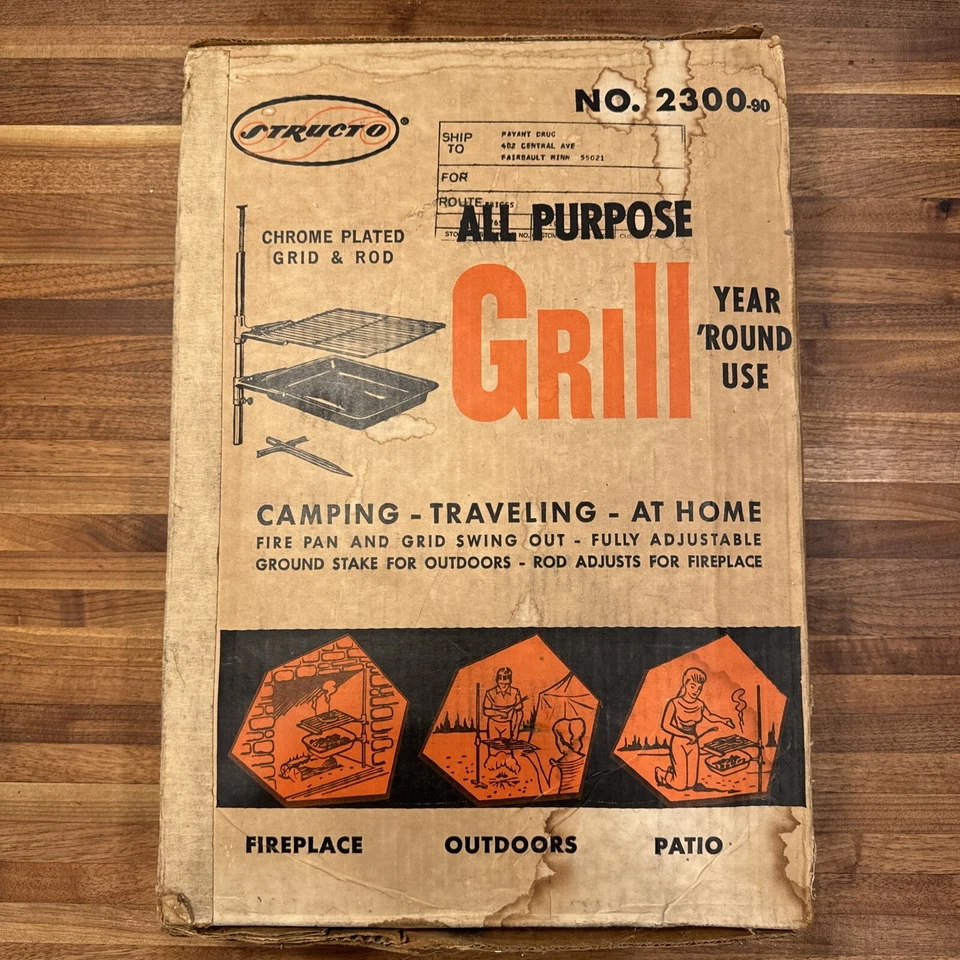 STRUCTO ®
NO. 2300-90
SHIP TO
PAYANT DRUG
402 CENTRAL AVE
FAIRBAULT MINN 55021
FOR
ROUTE
CHROME PLATED
GRID & ROD
ALL PURPOSE
GRILL
YEAR
'ROUND
USE
CAMPING - TRAVELING - AT HOME
FIRE PAN AND GRID SWING OUT - FULLY ADJUSTABLE
GROUND STAKE FOR OUTDOORS - ROD ADJUSTS FOR FIREPLACE
FIREPLACE
OUTDOORS
PATIO